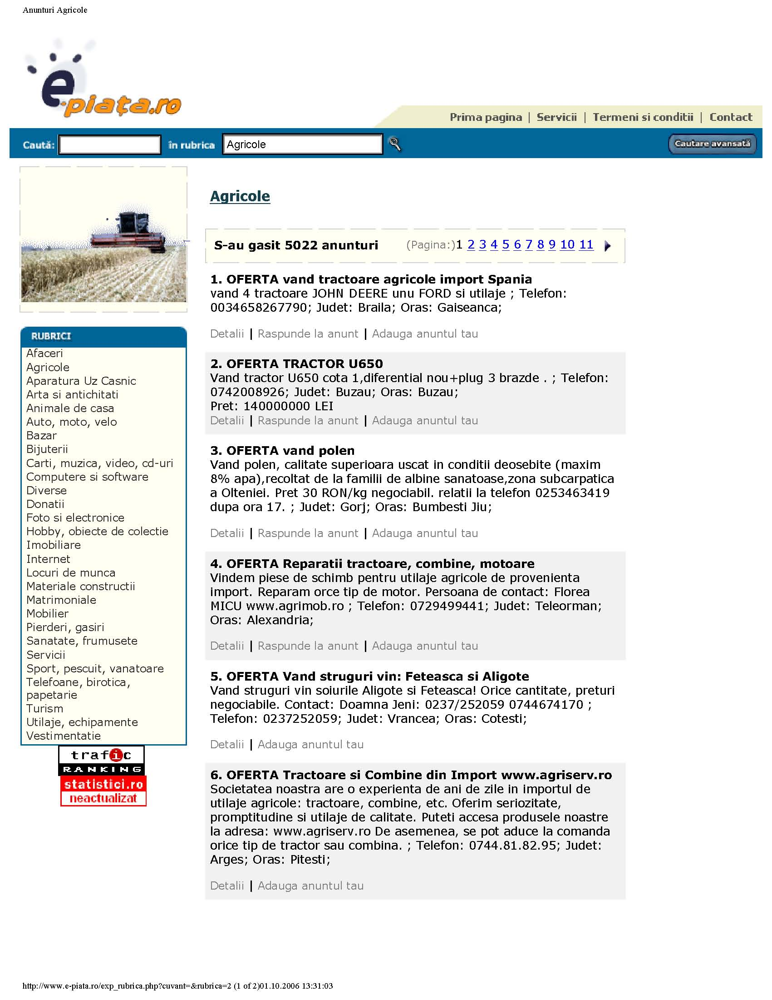 Anunturi Agricole
e-piaţa.ro
Prima pagina | Servicii | Termeni si conditii | Contact
Caută: în rubrica Agricole Cautare avansată
Agricole
S-au gasit 5022 anunturi (Pagina:)1 2 3 4 5 6 7 8 9 10 11
1. OFERTA vand tractoare agricole import Spania
vand 4 tractoare JOHN DEERE unu FORD si utilaje ; Telefon:
0034658267790; Judet: Braila; Oras: Gaiseanca;
Detalii | Raspunde la anunt | Adauga anuntul tau
2. OFERTA TRACTOR U650
Vand tractor U650 cota 1,diferential nou+plug 3 brazde . ; Telefon:
0742008926; Judet: Buzau; Oras: Buzau;
Pret: 140000000 LEI
Detalii | Raspunde la anunt | Adauga anuntul tau
3. OFERTA vand polen
Vand polen, calitate superioara uscat in conditii deosebite (maxim
8% apa),recoltat de la familii de albine sanatoase,zona subcarpatica
a Olteniei. Pret 30 RON/kg negociabil. relatii la telefon 0253463419
dupa ora 17. ; Judet: Gorj; Oras: Bumbesti Jiu;
Detalii | Raspunde la anunt | Adauga anuntul tau
4. OFERTA Reparatii tractoare, combine, motoare
Vindem piese de schimb pentru utilaje agricole de provenienta
import. Reparam orce tip de motor. Persoana de contact: Florea
MICU www.agrimob.ro ; Telefon: 0729499441; Judet: Teleorman;
Oras: Alexandria;
Detalii | Raspunde la anunt | Adauga anuntul tau
5. OFERTA Vand struguri vin: Feteasca si Aligote
Vand struguri vin soiurile Aligote si Feteasca! Orice cantitate, preturi
negociabile. Contact: Doamna Jeni: 0237/252059 0744674170 ;
Telefon: 0237252059; Judet: Vrancea; Oras: Cotesti;
Detalii | Adauga anuntul tau
6. OFERTA Tractoare si Combine din Import www.agriserv.ro
Societatea noastra are o experienta de ani de zile in importul de
utilaje agricole: tractoare, combine, etc. Oferim seriozitate,
promptitudine si utilaje de calitate. Puteti accesa produsele noastre
la adresa: www.agriserv.ro De asemenea, se pot aduce la comanda
orice tip de tractor sau combina. ; Telefon: 0744.81.82.95; Judet:
Arges; Oras: Pitesti;
Detalii | Adauga anuntul tau
RUBRICI
Afaceri
Agricole
Aparatura Uz Casnic
Arta si antichitati
Animale de casa
Auto, moto, velo
Bazar
Bijuterii
Carti, muzica, video, cd-uri
Computere si software
Diverse
Donatii
Foto si electronice
Hobby, obiecte de colectie
Imobiliare
Internet
Locuri de munca
Materiale constructii
Matrimoniale
Mobilier
Pierderi, gasiri
Sanatate, frumusete
Servicii
Sport, pescuit, vanatoare
Telefoane, birotica,
papetarie
Turism
Utilaje, echipamente
Vestimentatie
trafic
RANKING
statistici.ro
neactualizat
http://www.e-piata.ro/exp_rubrica.php?cuvant=&rubrica=2 (1 of 2)01.10.2006 13:31:03